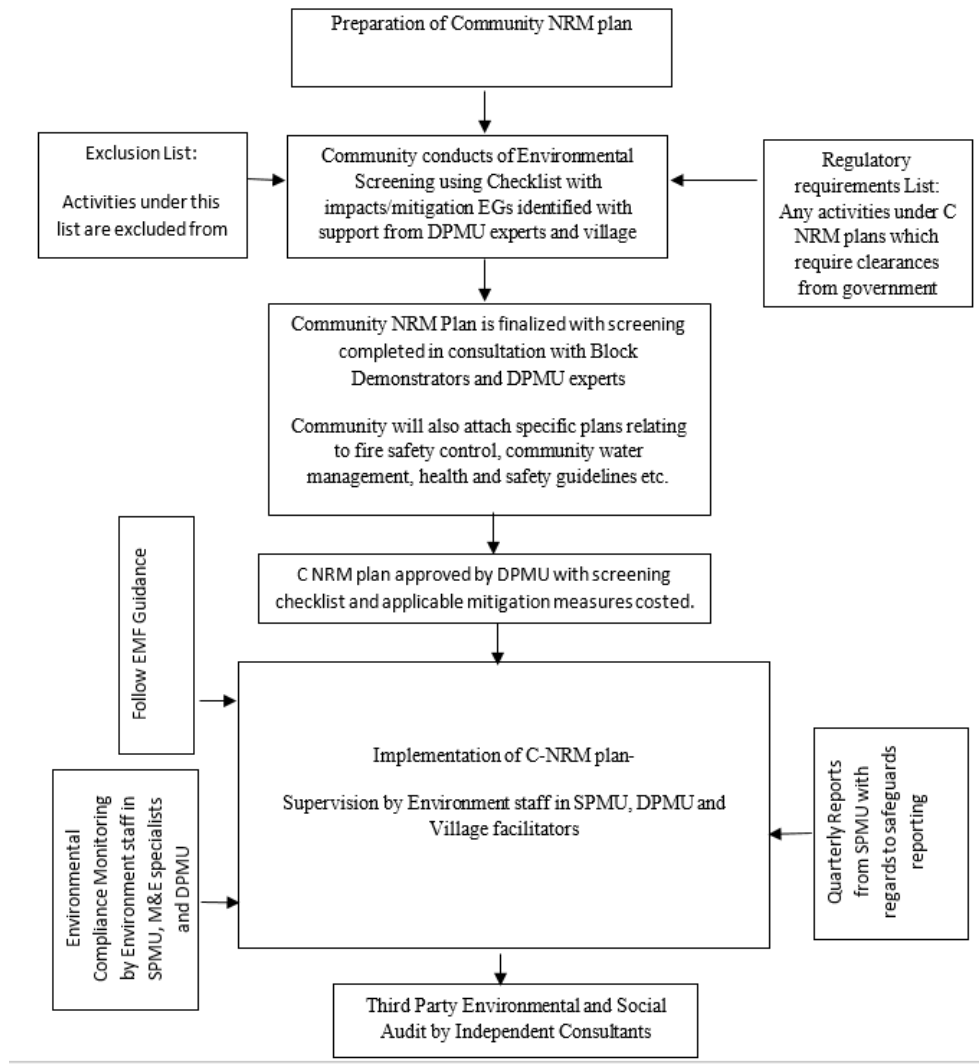 Preparation of Community NRM plan
Exclusion List:
Activities under this
list are excluded from
Community conducts of Environmental
Screening using Checklist with
impacts/mitigation EGs identified with
support from DPMU experts and village
Regulatory
requirements List:
Any activities under C
NRM plans which
require clearances
from government
Community NRM Plan is finalized with screening
completed in consultation with Block
Demonstrators and DPMU experts
Community will also attach specific plans relating
to fire safety control, community water
management, health and safety guidelines etc.
C NRM plan approved by DPMU with screening
checklist and applicable mitigation measures costed.
Follow EMF Guidance
Environmental
Compliance Monitoring
by Environment staff in
SPMU, M&E specialists
and DPMU
Implementation of C-NRM plan-
Supervision by Environment staff in SPMU, DPMU and
Village facilitators
Quarterly Reports
from SPMU with
regards to safeguards
reporting
Third Party Environmental and Social
Audit by Independent Consultants